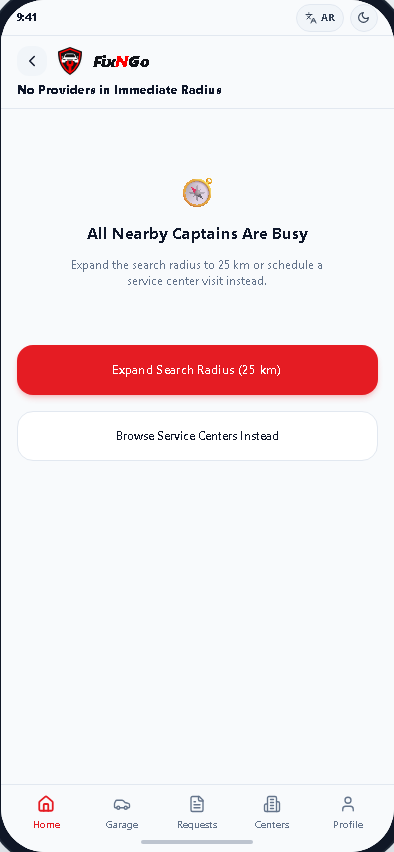 9:41
AR
FixNGo
No Providers in Immediate Radius
All Nearby Captains Are Busy
Expand the search radius to 25 km or schedule a
service center visit instead.
Expand Search Radius (25 km)
Browse Service Centers Instead
Home
Garage
Requests
Centers
Profile